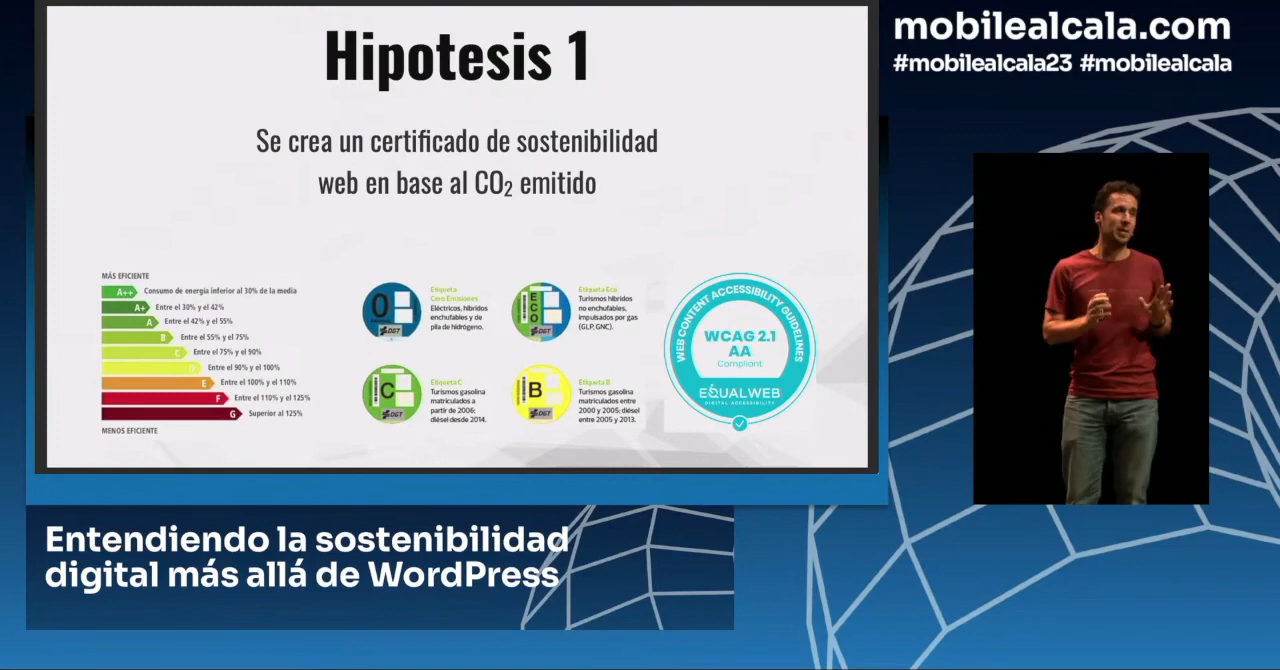 Hipotesis 1
Se crea un certificado de sostenibilidad
web en base al CO₂ emitido
MÁS EFICIENTE
A++ Consumo de energía inferior al 30% de la media
A+ Entre el 30% y el 42%
A Entre el 42% y el 55%
B Entre el 55% y el 75%
C Entre el 75% y el 90%
D Entre el 90% y el 100%
E Entre el 100% y el 110%
F Entre el 110% y el 125%
G Superior al 125%
MENOS EFICIENTE
0
DGT
Etiqueta
Cero Emisiones
Eléctricos, híbridos
enchufables y de
pila de hidrógeno.
ECO
DGT
Etiqueta Eco
Turismos híbridos
no enchufables,
impulsados por gas
(GLP, GNC).
C
DGT
Etiqueta C
Turismos gasolina
matriculados a
partir de 2006;
diésel desde 2014.
B
DGT
Etiqueta B
Turismos gasolina
matriculados entre
2000 y 2005; diésel
entre 2005 y 2013.
WEB CONTENT ACCESSIBILITY GUIDELINES
WCAG 2.1
AA
Compliant
EQUALWEB
DIGITAL ACCESSIBILITY
mobilealcala.com
#mobilealcala23 #mobilealcala
Entendiendo la sostenibilidad
digital más allá de WordPress